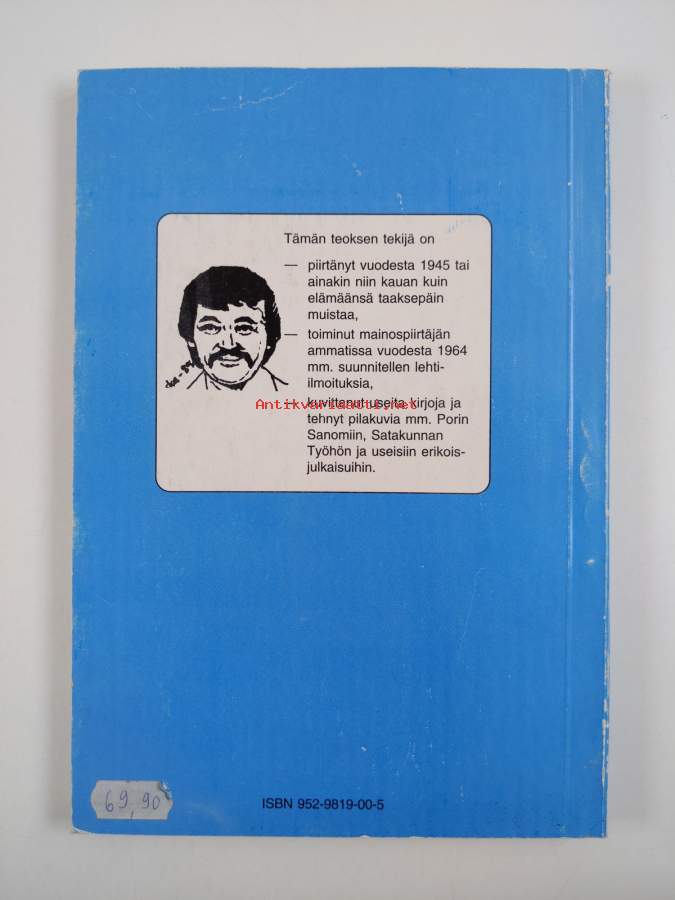 Tämän teoksen tekijä on
— piirtänyt vuodesta 1945 tai
ainakin niin kauan kuin
elämäänsä taaksepäin
muistaa,
— toiminut mainospiirtäjän
ammatissa vuodesta 1964
mm. suunnitellen lehti-
ilmoituksia,
kuvittanut useita kirjoja ja
Antikvariaatti.net
tehnyt pilakuvia mm. Porin
Sanomiin, Satakunnan
Työhön ja useisiin erikois-
julkaisuihin.
69,90
ISBN 952-9819-00-5